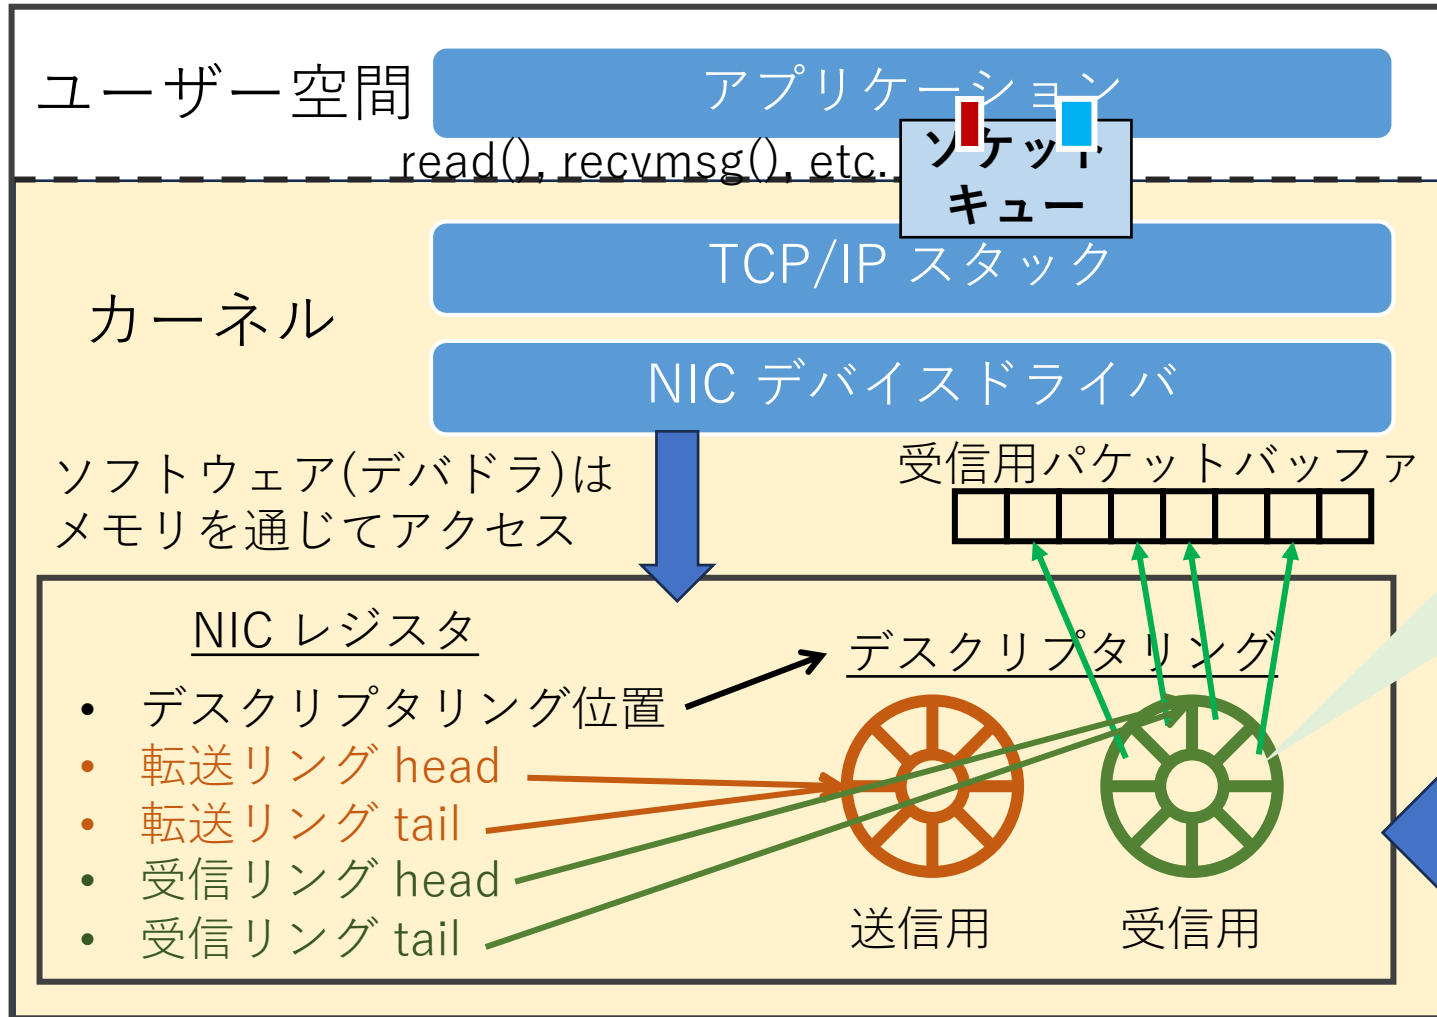 ユーザー空間
アプリケーション
read(), recvmsg(), etc.
ソケット
キュー
TCP/IP スタック
カーネル
NIC デバイスドライバ
ソフトウェア(デバドラ)は
メモリを通じてアクセス
受信用パケットバッファ
NIC レジスタ
• デスクリプタリング位置
• 転送リング head
• 転送リング tail
• 受信リング head
• 受信リング tail
デスクリプタリング
送信用
受信用